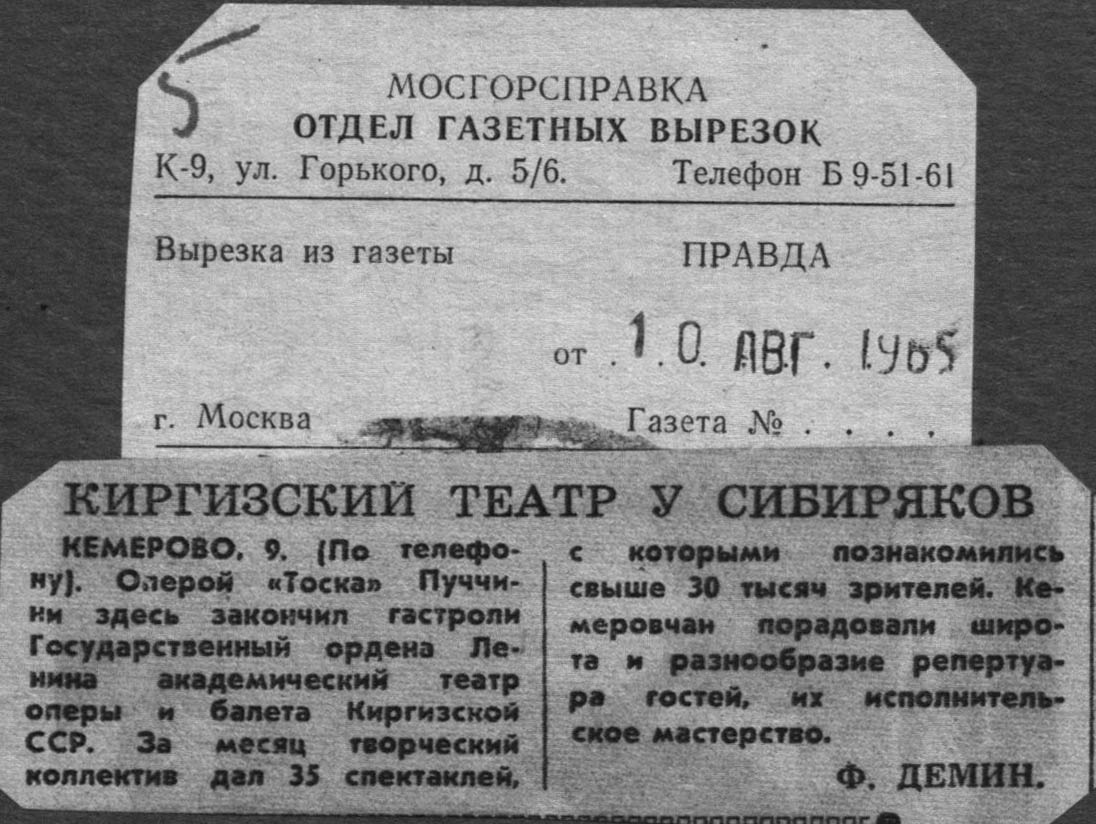 5
МОСГОРСПРАВКА
ОТДЕЛ ГАЗЕТНЫХ ВЫРЕЗОК
К-9, ул. Горького, д. 5/6. Телефон Б 9-51-61
Вырезка из газеты ПРАВДА
от . 1 0. АВГ. 1965
г. Москва Газета № . . . .
КИРГИЗСКИЙ ТЕАТР У СИБИРЯКОВ
КЕМЕРОВО, 9. (По телефо-
ну). Оперой «Тоска» Пуччи-
ни здесь закончил гастроли
Государственный ордена Ле-
нина академический театр
оперы и балета Киргизской
ССР. За месяц творческий
коллектив дал 35 спектаклей,
с которыми познакомились
свыше 30 тысяч зрителей. Ке-
меровчан порадовали широ-
та и разнообразие репертуа-
ра гостей, их исполнитель-
ское мастерство.
Ф. ДЕМИН.